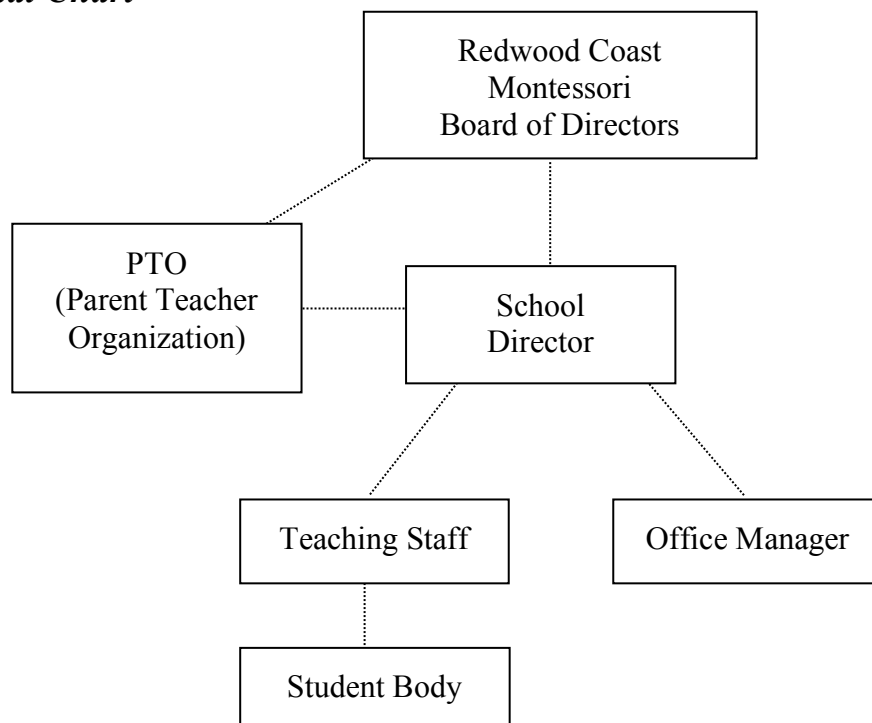 Chart
Redwood Coast
Montessori
Board of Directors
PTO
(Parent Teacher
Organization)
School
Director
Teaching Staff
Office Manager
Student Body